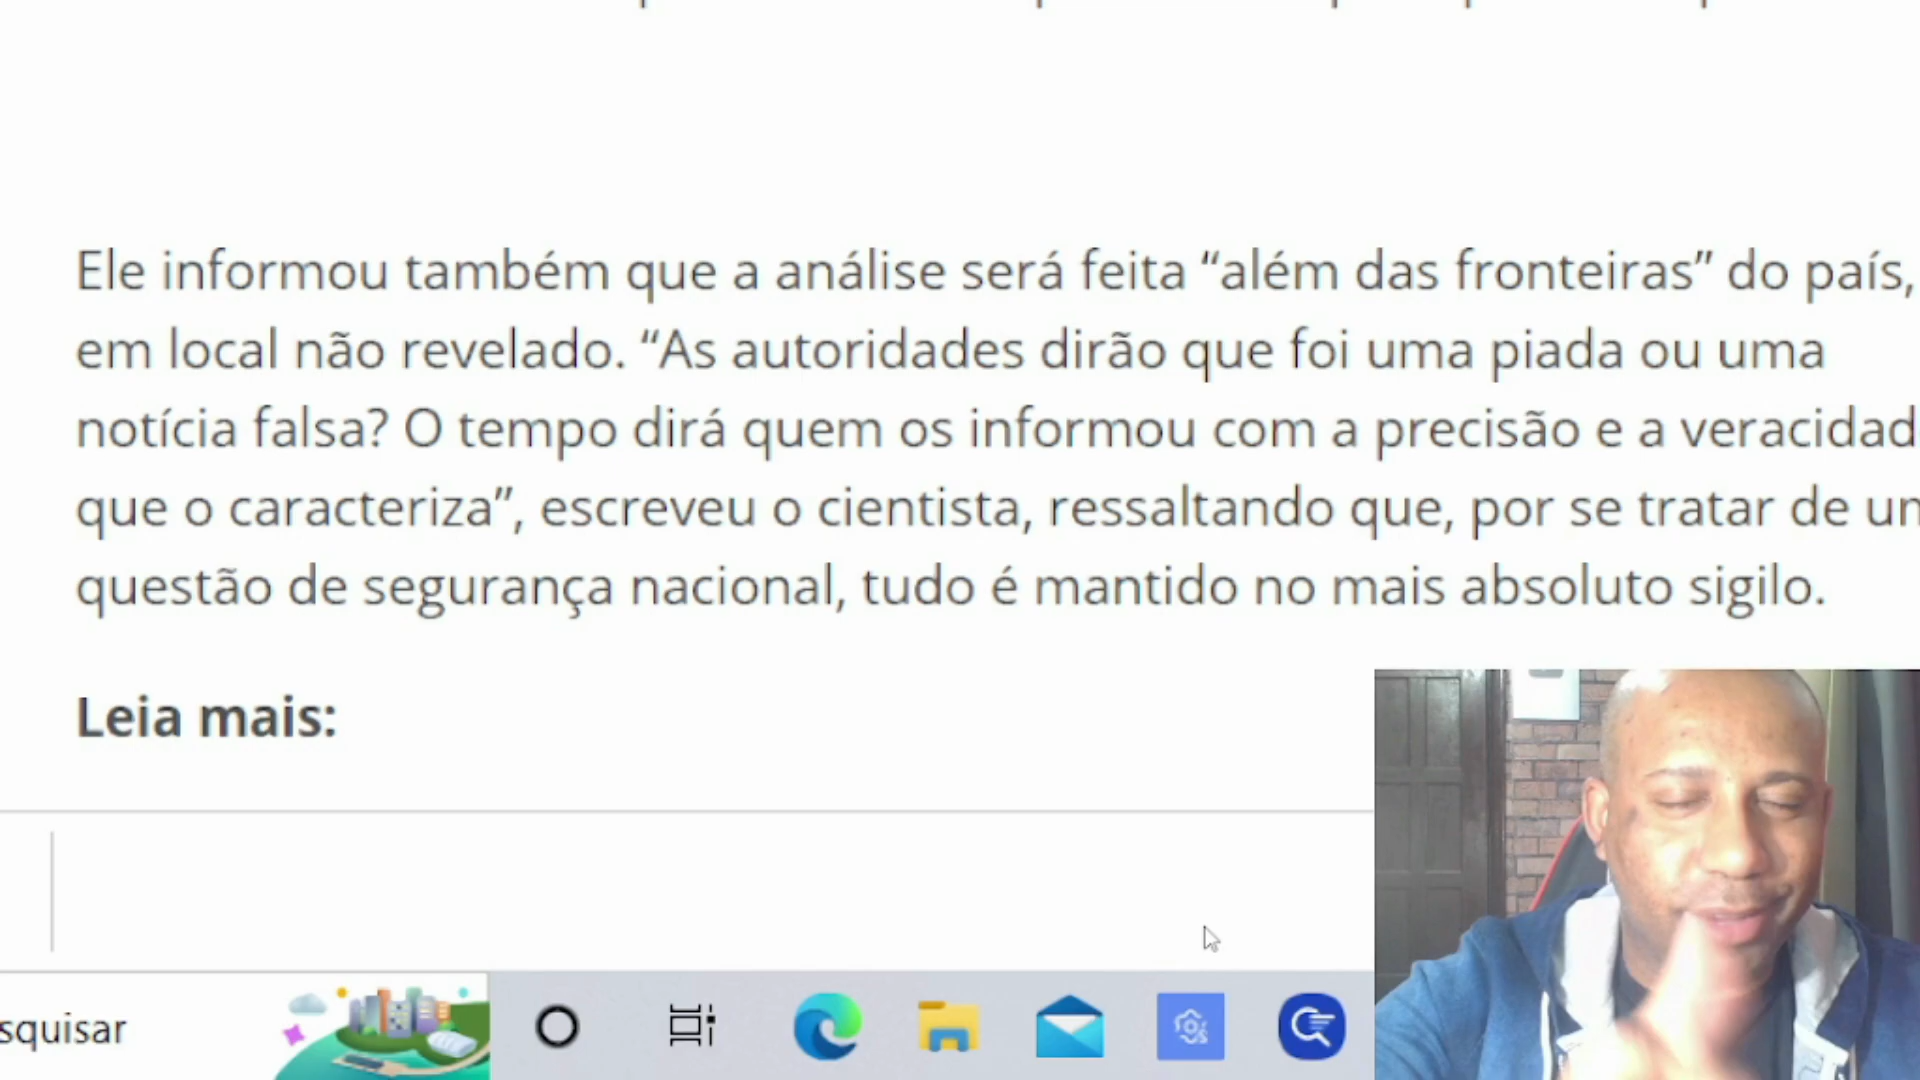 Ele informou também que a análise será feita “além das fronteiras” do país,
em local não revelado. “As autoridades dirão que foi uma piada ou uma
notícia falsa? O tempo dirá quem os informou com a precisão e a veracidad
que o caracteriza”, escreveu o cientista, ressaltando que, por se tratar de un
questão de segurança nacional, tudo é mantido no mais absoluto sigilo.
Leia mais:
squisar